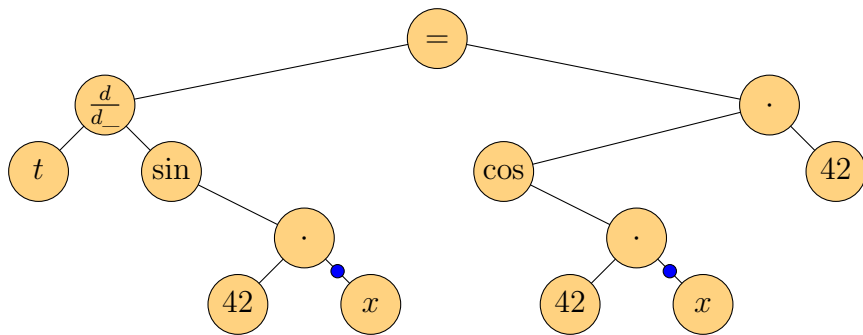 =
d/d_ ·
t sin cos 42
· ·
42 x 42 x